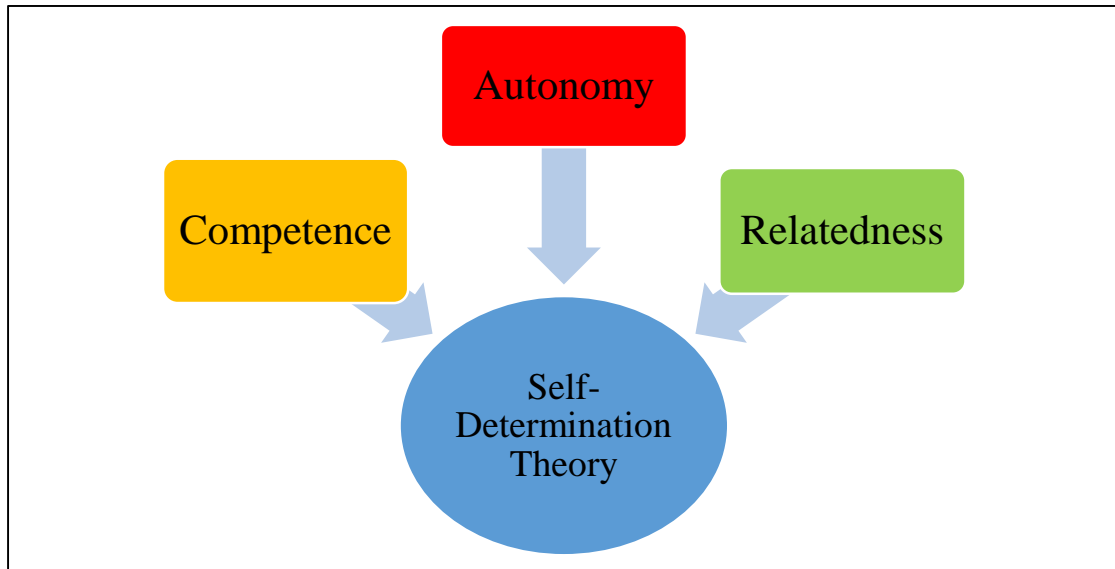 Autonomy
Competence
Relatedness
Self-
Determination
Theory